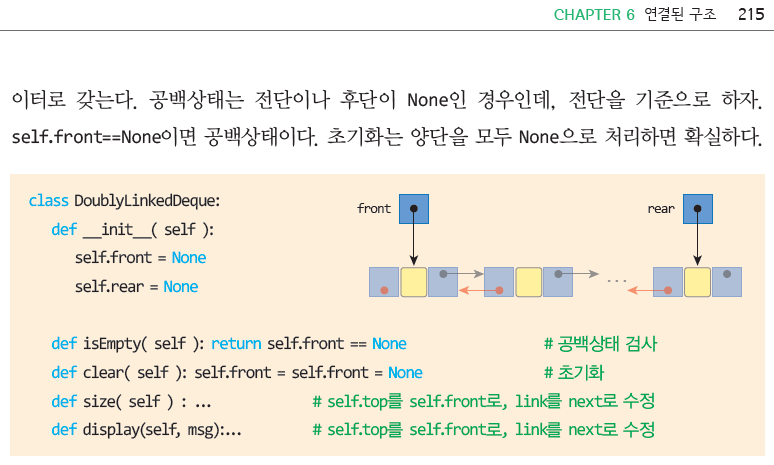 CHAPTER 6 연결된 구조 215
이터로 갖는다. 공백상태는 전단이나 후단이 None인 경우인데, 전단을 기준으로 하자.
self.front==None이면 공백상태이다. 초기화는 양단을 모두 None으로 처리하면 확실하다.
class DoublyLinkedDeque:
def __init__( self ):
self.front = None
self.rear = None
front
rear
...
def isEmpty( self ): return self.front == None # 공백상태 검사
def clear( self ): self.front = self.front = None # 초기화
def size( self ) : ... # self.top를 self.front로, link를 next로 수정
def display(self, msg):... # self.top를 self.front로, link를 next로 수정